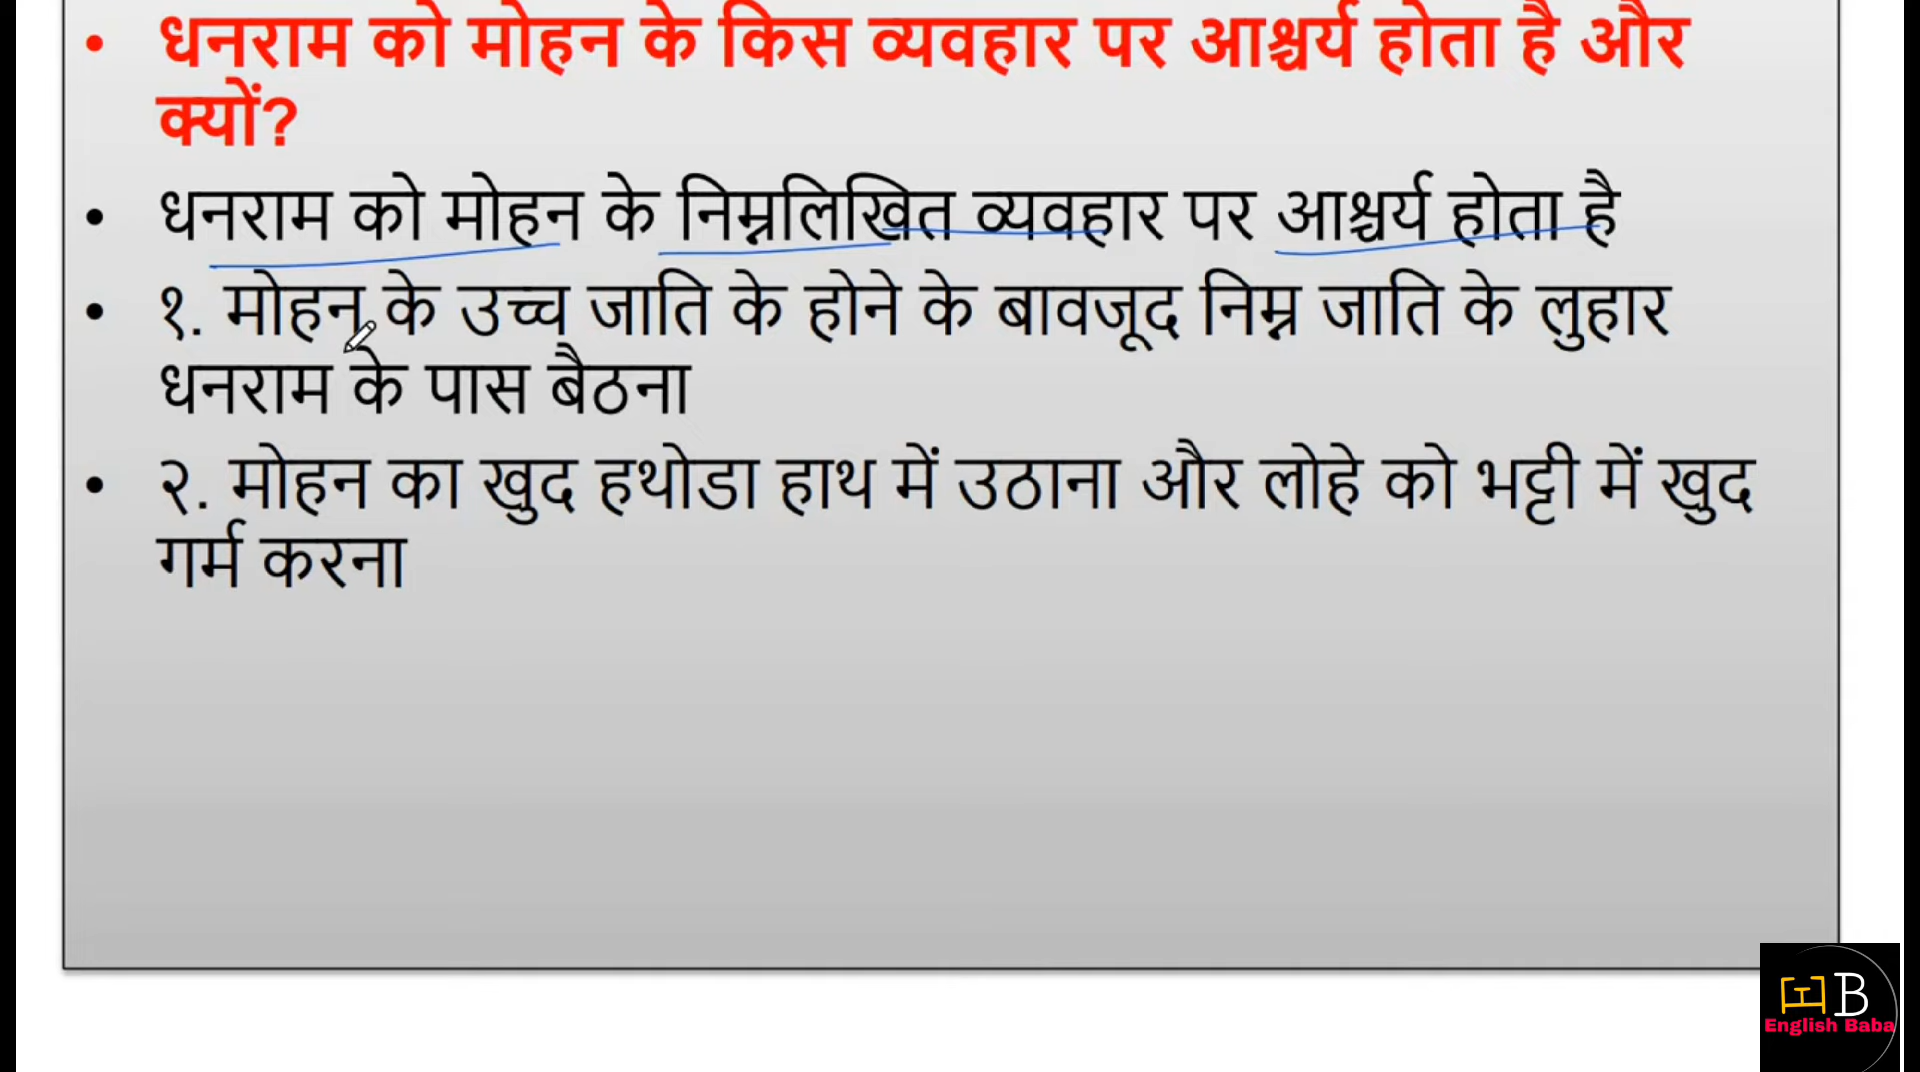 • धनराम को मोहन के किस व्यवहार पर आश्चर्य होता है और
क्यों?
• धनराम को मोहन के निम्नलिखित व्यवहार पर आश्चर्य होता है
• १. मोहन के उच्च जाति के होने के बावजूद निम्न जाति के लुहार
धनराम के पास बैठना
• २. मोहन का खुद हथोडा हाथ में उठाना और लोहे को भट्टी में खुद
गर्म करना
B
English Baba